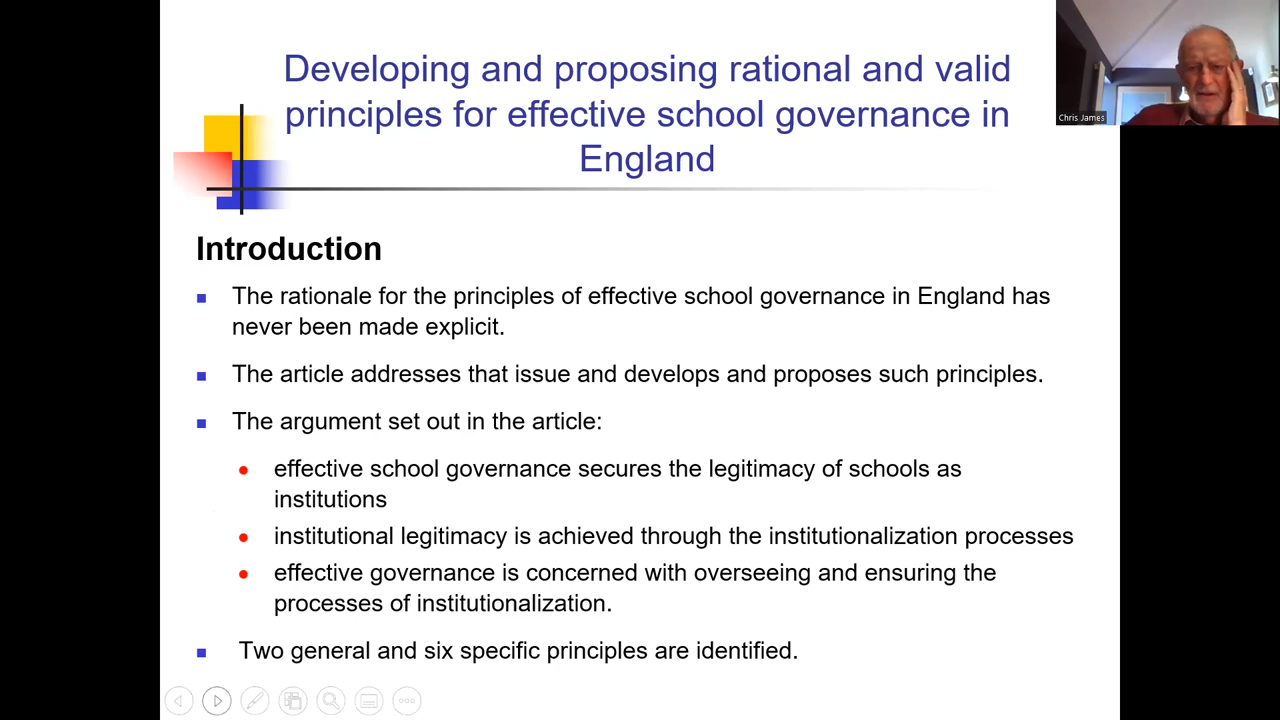 Developing and proposing rational and valid
principles for effective school governance in
England
Chris James
Introduction
The rationale for the principles of effective school governance in England has
never been made explicit.
The article addresses that issue and develops and proposes such principles.
The argument set out in the article:
effective school governance secures the legitimacy of schools as
institutions
institutional legitimacy is achieved through the institutionalization processes
effective governance is concerned with overseeing and ensuring the
processes of institutionalization.
Two general and six specific principles are identified.